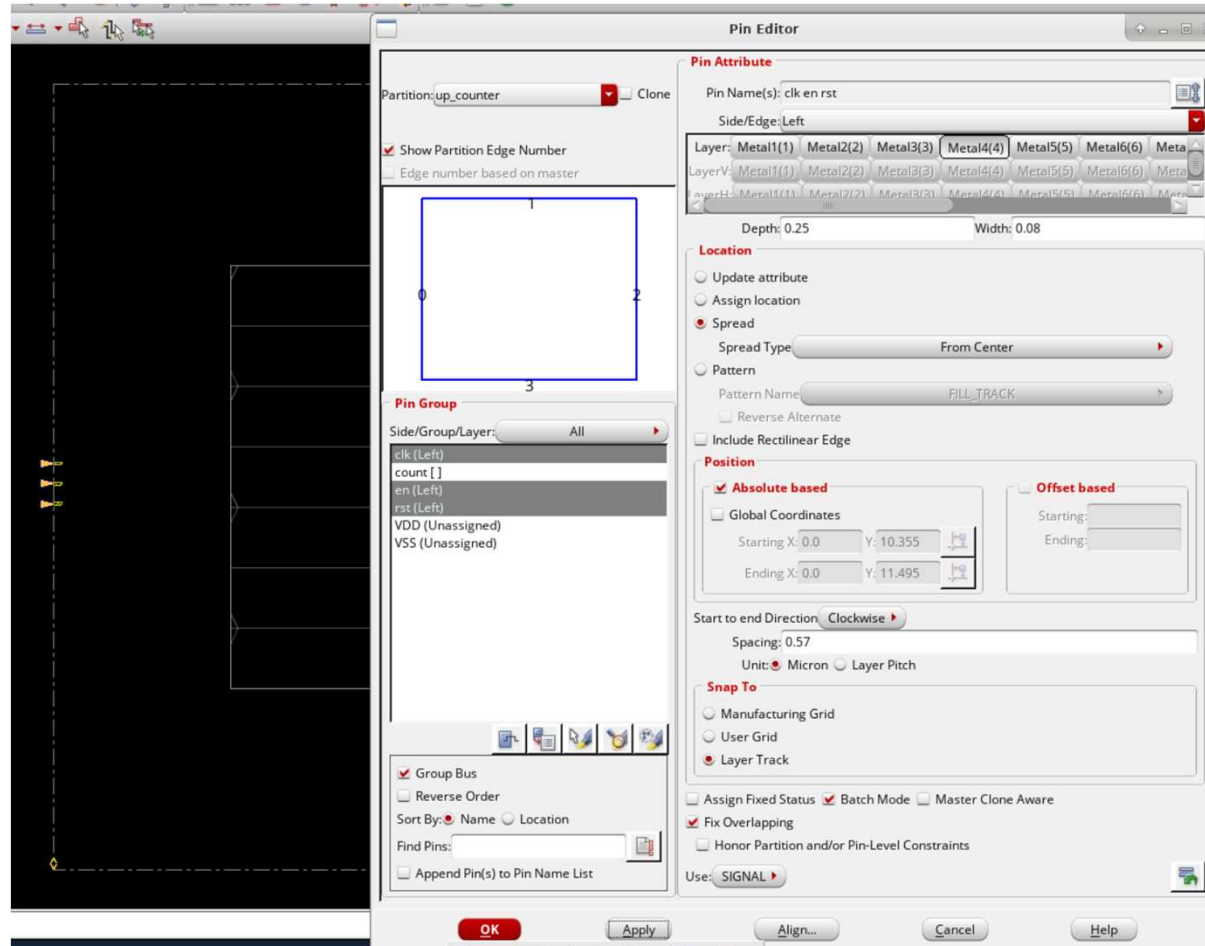 Pin Editor
Partition: up_counter Clone
Show Partition Edge Number
Edge number based on master
1
0 2
3
Pin Group
Side/Group/Layer: All
clk (Left)
count [ ]
en (Left)
rst (Left)
VDD (Unassigned)
VSS (Unassigned)
Group Bus
Reverse Order
Sort By: Name Location
Find Pins:
Append Pin(s) to Pin Name List
Pin Attribute
Pin Name(s): clk en rst
Side/Edge: Left
Layer: Metal1(1) Metal2(2) Metal3(3) Metal4(4) Metal5(5) Metal6(6) Meta
LayerV: Metal1(1) Metal2(2) Metal3(3) Metal4(4) Metal5(5) Metal6(6) Meta
LayerH: Metal1(1) Metal2(2) Metal3(3) Metal4(4) Metal5(5) Metal6(6) Meta
Depth: 0.25 Width: 0.08
Location
Update attribute
Assign location
Spread
Spread Type From Center
Pattern
Pattern Name FILL_TRACK
Reverse Alternate
Include Rectilinear Edge
Position
Absolute based
Global Coordinates
Starting X: 0.0 Y: 10.355
Ending X: 0.0 Y: 11.495
Offset based
Starting:
Ending:
Start to end Direction Clockwise
Spacing: 0.57
Unit: Micron Layer Pitch
Snap To
Manufacturing Grid
User Grid
Layer Track
Assign Fixed Status Batch Mode Master Clone Aware
Fix Overlapping
Honor Partition and/or Pin-Level Constraints
Use: SIGNAL
OK Apply Align... Cancel Help